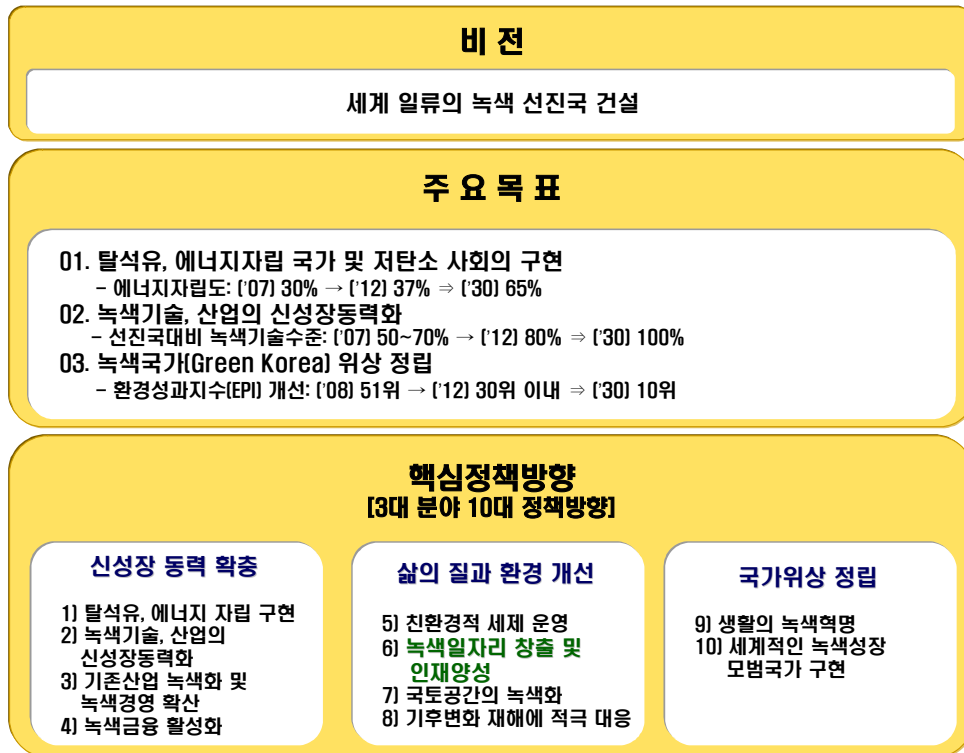 비 전
세계 일류의 녹색 선진국 건설
주 요 목 표
01. 탈석유, 에너지자립 국가 및 저탄소 사회의 구현
– 에너지자립도: ('07) 30% → ('12) 37% ⇒ ('30) 65%
02. 녹색기술, 산업의 신성장동력화
– 선진국대비 녹색기술수준: ('07) 50~70% → ('12) 80% ⇒ ('30) 100%
03. 녹색국가(Green Korea) 위상 정립
– 환경성과지수(EPI) 개선: ('08) 51위 → ('12) 30위 이내 ⇒ ('30) 10위
핵심정책방향
[3대 분야 10대 정책방향]
신성장 동력 확충
1) 탈석유, 에너지 자립 구현
2) 녹색기술, 산업의
신성장동력화
3) 기존산업 녹색화 및
녹색경영 확산
4) 녹색금융 활성화
삶의 질과 환경 개선
5) 친환경적 세제 운영
6) 녹색일자리 창출 및
인재양성
7) 국토공간의 녹색화
8) 기후변화 재해에 적극 대응
국가위상 정립
9) 생활의 녹색혁명
10) 세계적인 녹색성장
모범국가 구현